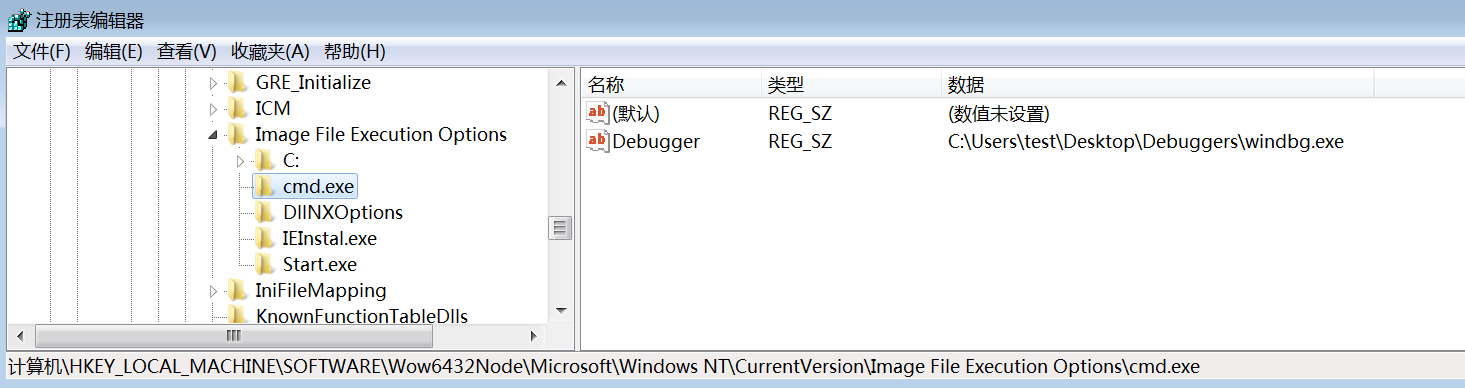 注册表编辑器
文件(F) 编辑(E) 查看(V) 收藏夹(A) 帮助(H)
GRE_Initialize
ICM
Image File Execution Options
C:
cmd.exe
DllNXOptions
IEInstal.exe
Start.exe
IniFileMapping
KnownFunctionTableDlls
名称 类型 数据
ab (默认) REG_SZ (数值未设置)
ab Debugger REG_SZ C:\Users\test\Desktop\Debuggers\windbg.exe
计算机\HKEY_LOCAL_MACHINE\SOFTWARE\Wow6432Node\Microsoft\Windows NT\CurrentVersion\Image File Execution Options\cmd.exe